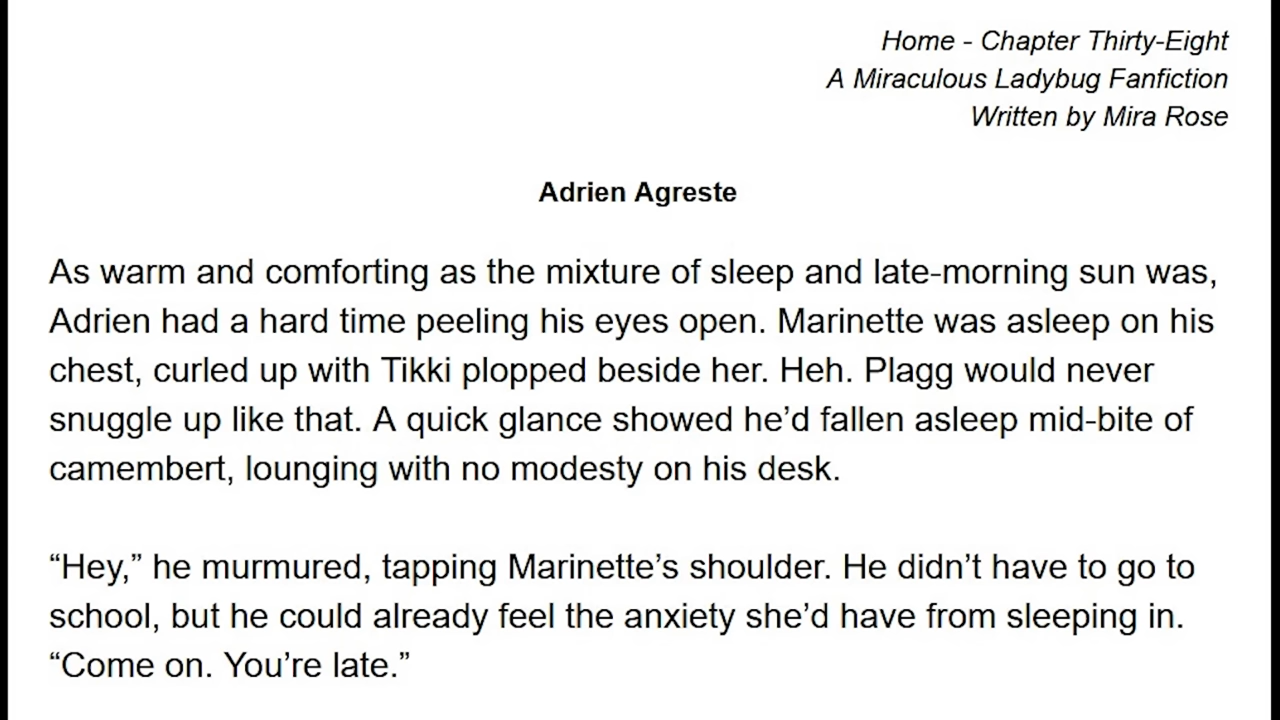 Home - Chapter Thirty-Eight
A Miraculous Ladybug Fanfiction
Written by Mira Rose
Adrien Agreste
As warm and comforting as the mixture of sleep and late-morning sun was,
Adrien had a hard time peeling his eyes open. Marinette was asleep on his
chest, curled up with Tikki plopped beside her. Heh. Plagg would never
snuggle up like that. A quick glance showed he’d fallen asleep mid-bite of
camembert, lounging with no modesty on his desk.
“Hey,” he murmured, tapping Marinette’s shoulder. He didn’t have to go to
school, but he could already feel the anxiety she’d have from sleeping in.
“Come on. You’re late.”